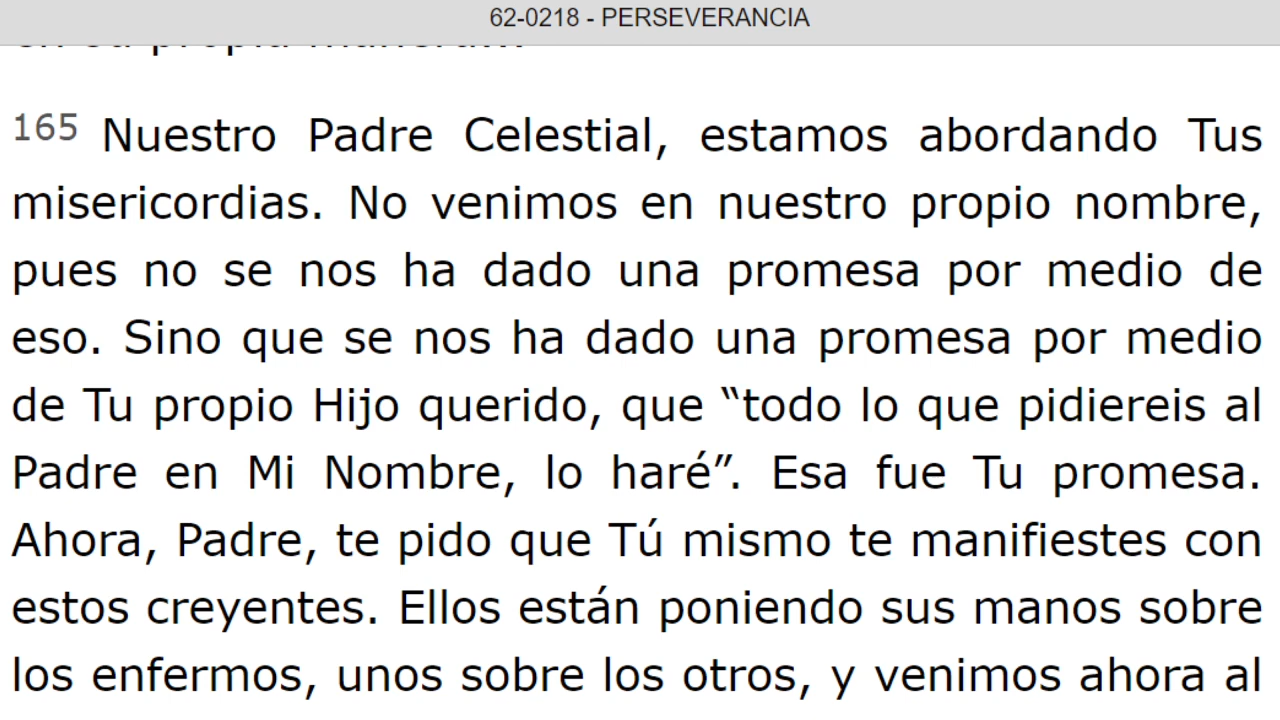 62-0218 - PERSEVERANCIA
165 Nuestro Padre Celestial, estamos abordando Tus
misericordias. No venimos en nuestro propio nombre,
pues no se nos ha dado una promesa por medio de
eso. Sino que se nos ha dado una promesa por medio
de Tu propio Hijo querido, que “todo lo que pidiereis al
Padre en Mi Nombre, lo haré”. Esa fue Tu promesa.
Ahora, Padre, te pido que Tú mismo te manifiestes con
estos creyentes. Ellos están poniendo sus manos sobre
los enfermos, unos sobre los otros, y venimos ahora al